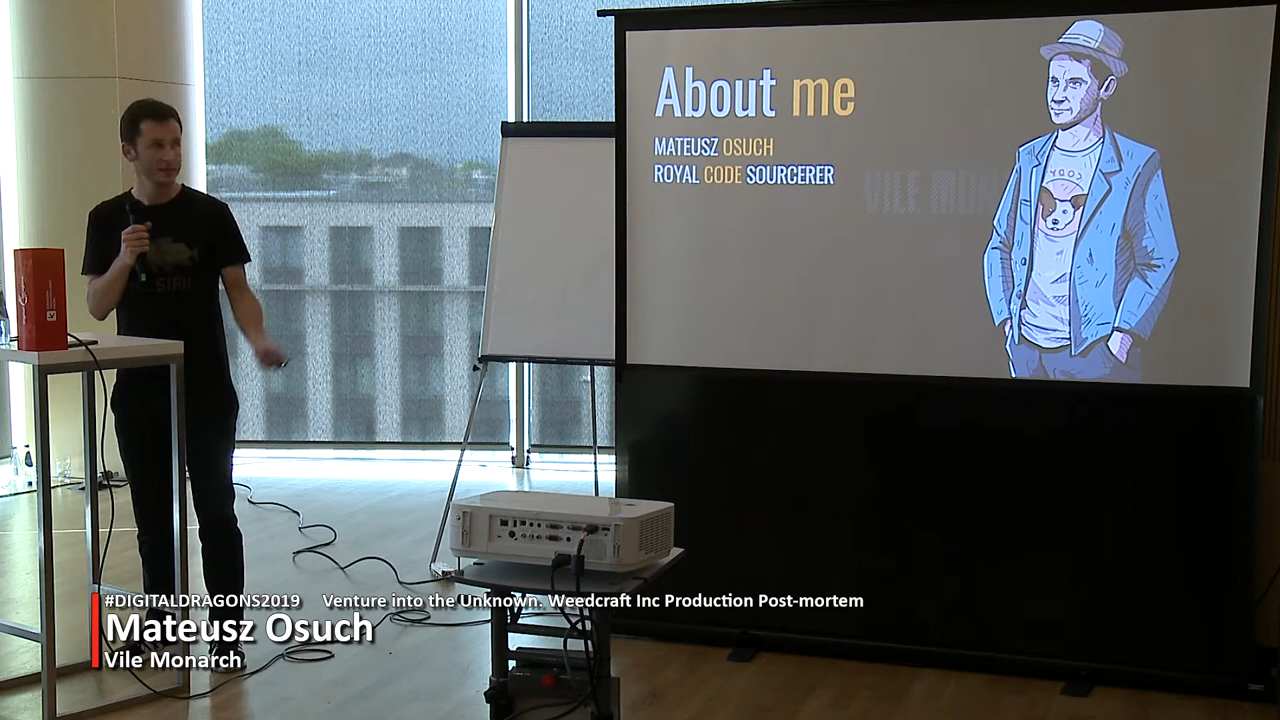 About me
MATEUSZ OSUCH
ROYAL CODE SOURCERER
CODY
#DIGITALDRAGONS2019 Venture into the Unknown. Weedcraft Inc Production Post-mortem
Mateusz Osuch
Vile Monarch